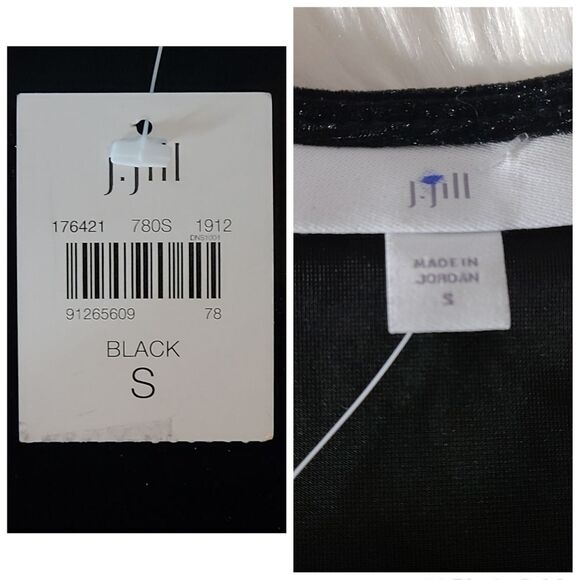 J.Jill
176421 780S 1912
DNS1001
91265609 78
BLACK
S
J.Jill
MADE IN
JORDAN
S